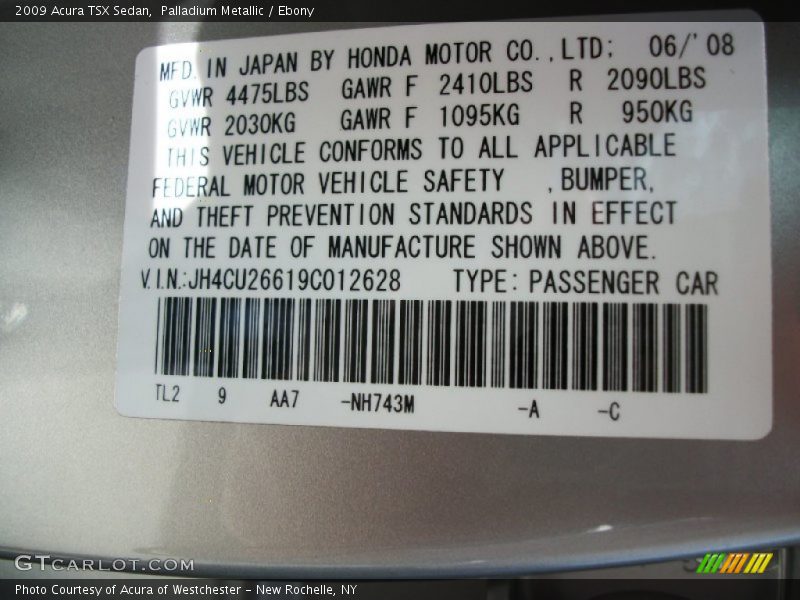 2009 Acura TSX Sedan,  Palladium Metallic / Ebony
MFD. IN JAPAN BY HONDA MOTOR CO.,LTD; 06/'08
GVWR 4475LBS GAWR F 2410LBS R 2090LBS
GVWR 2030KG GAWR F 1095KG R 950KG
THIS VEHICLE CONFORMS TO ALL APPLICABLE
FEDERAL MOTOR VEHICLE SAFETY ,BUMPER,
AND THEFT PREVENTION STANDARDS IN EFFECT
ON THE DATE OF MANUFACTURE SHOWN ABOVE.
V.I.N.:JH4CU26619C012628 TYPE: PASSENGER CAR
TL2 9 AA7 -NH743M -A -C
GTCARLOT.COM
Photo Courtesy of Acura of Westchester - New Rochelle, NY